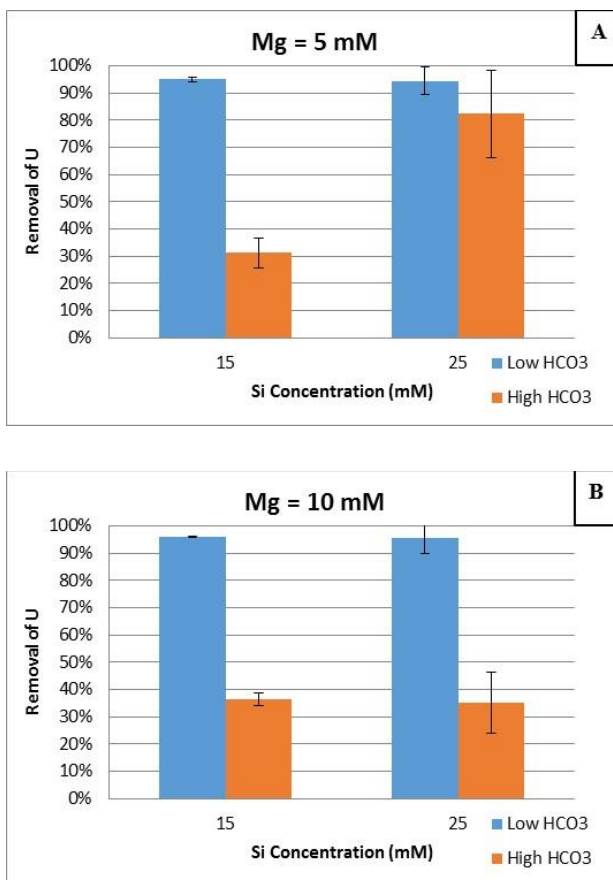 A
Mg = 5 mM
100%
90%
80%
70%
60%
50%
40%
30%
20%
10%
0%
Removal of U
15
25
Si Concentration (mM)
Low HCO3
High HCO3
B
Mg = 10 mM
100%
90%
80%
70%
60%
50%
40%
30%
20%
10%
0%
Removal of U
15
25
Si Concentration (mM)
Low HCO3
High HCO3